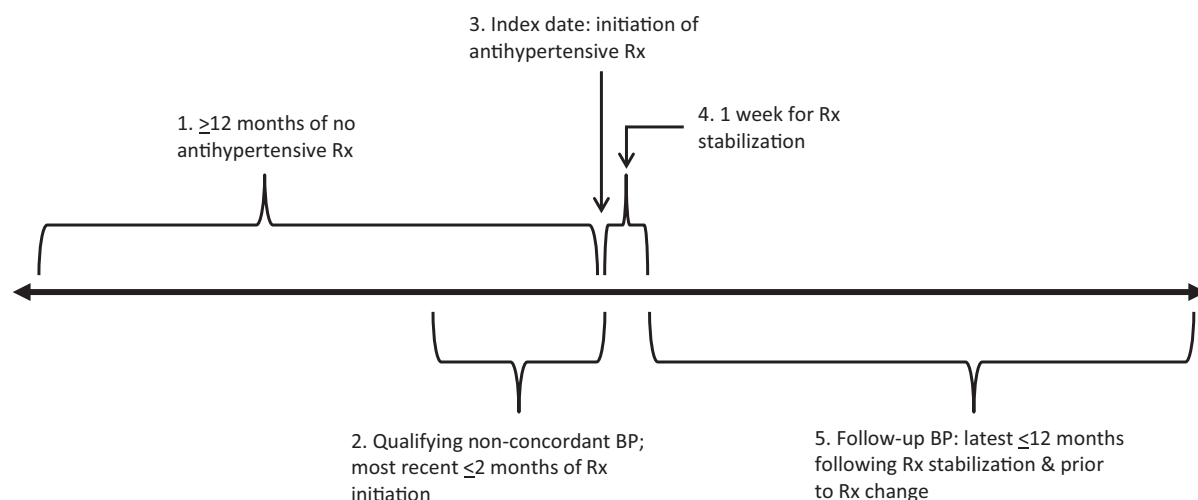 3. Index date: initiation of
antihypertensive Rx
1. ≥12 months of no
antihypertensive Rx
4. 1 week for Rx
stabilization
2. Qualifying non-concordant BP;
most recent ≤2 months of Rx
initiation
5. Follow-up BP: latest ≤12 months
following Rx stabilization & prior
to Rx change